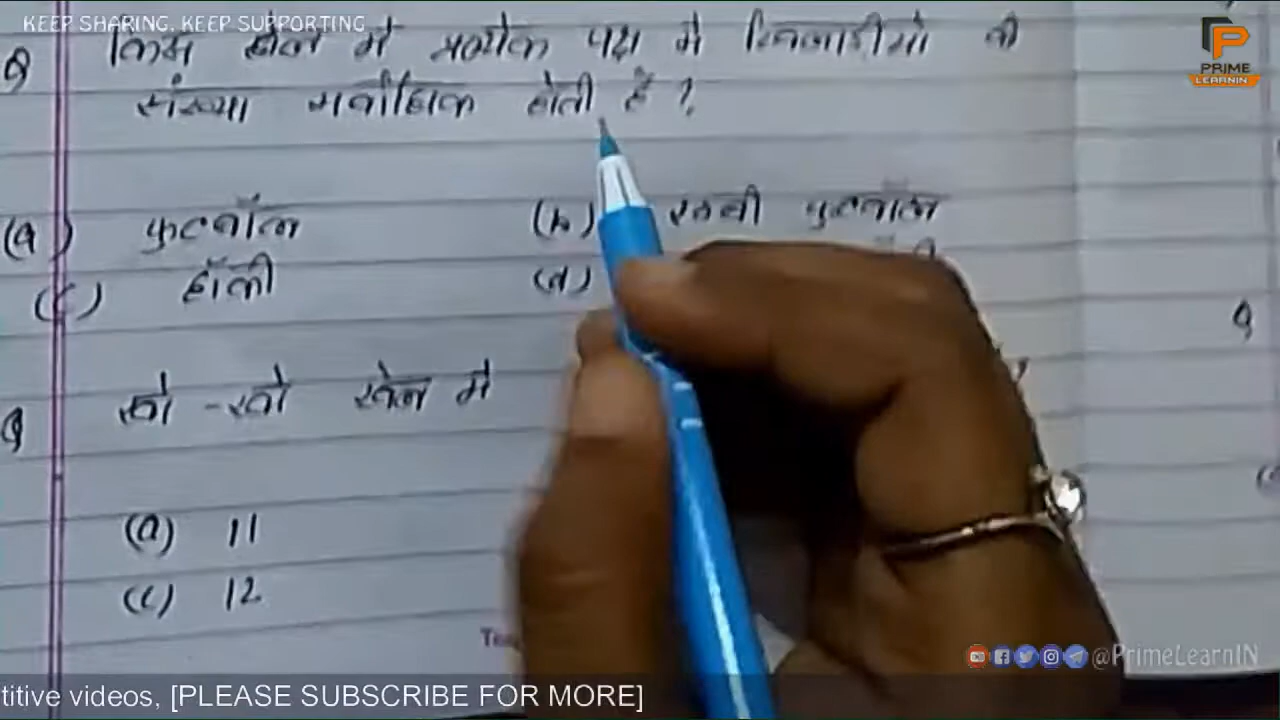 KEEP SHARING, KEEP SUPPORTING
PRIME
LEARNIN
Q किस खेल में प्रत्येक पक्ष में खिलाडीयो की
संख्या सर्वाधिक होती है ?
(a) फुटबॉल (b) रग्बी फुटबॉल
(c) हॉकी (d)
Q खो -खो खेल में
Q
(a) 11
(c) 12
@PrimeLearnIN
titive videos, [PLEASE SUBSCRIBE FOR MORE]